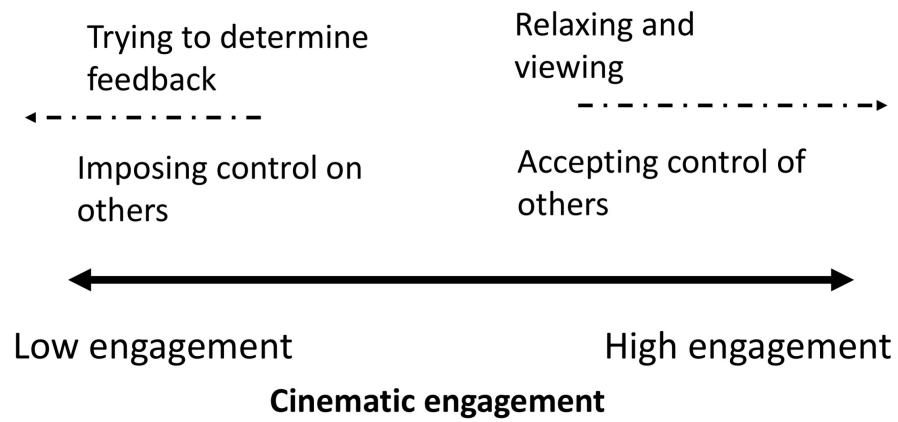 Trying to determine
feedback
Relaxing and
viewing
Imposing control on
others
Accepting control of
others
Low engagement
High engagement
Cinematic engagement